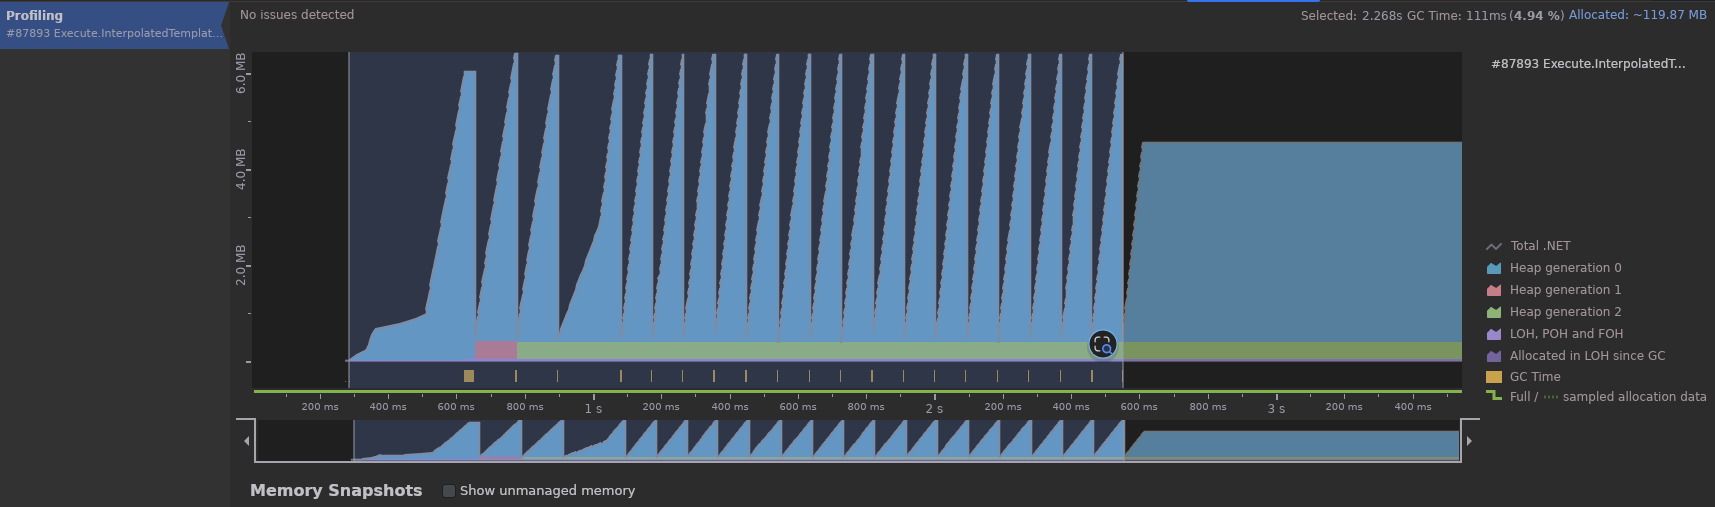 Profiling
#87893 Execute.InterpolatedTemplat...
No issues detected
Selected: 2.268s GC Time: 111ms (4.94 %) Allocated: ~119.87 MB
6.0 MB
4.0 MB
2.0 MB
#87893 Execute.InterpolatedT...
Total .NET
Heap generation 0
Heap generation 1
Heap generation 2
LOH, POH and FOH
Allocated in LOH since GC
GC Time
Full / sampled allocation data
200 ms 400 ms 600 ms 800 ms 1 s 200 ms 400 ms 600 ms 800 ms 2 s 200 ms 400 ms 600 ms 800 ms 3 s 200 ms 400 ms
Memory Snapshots
Show unmanaged memory